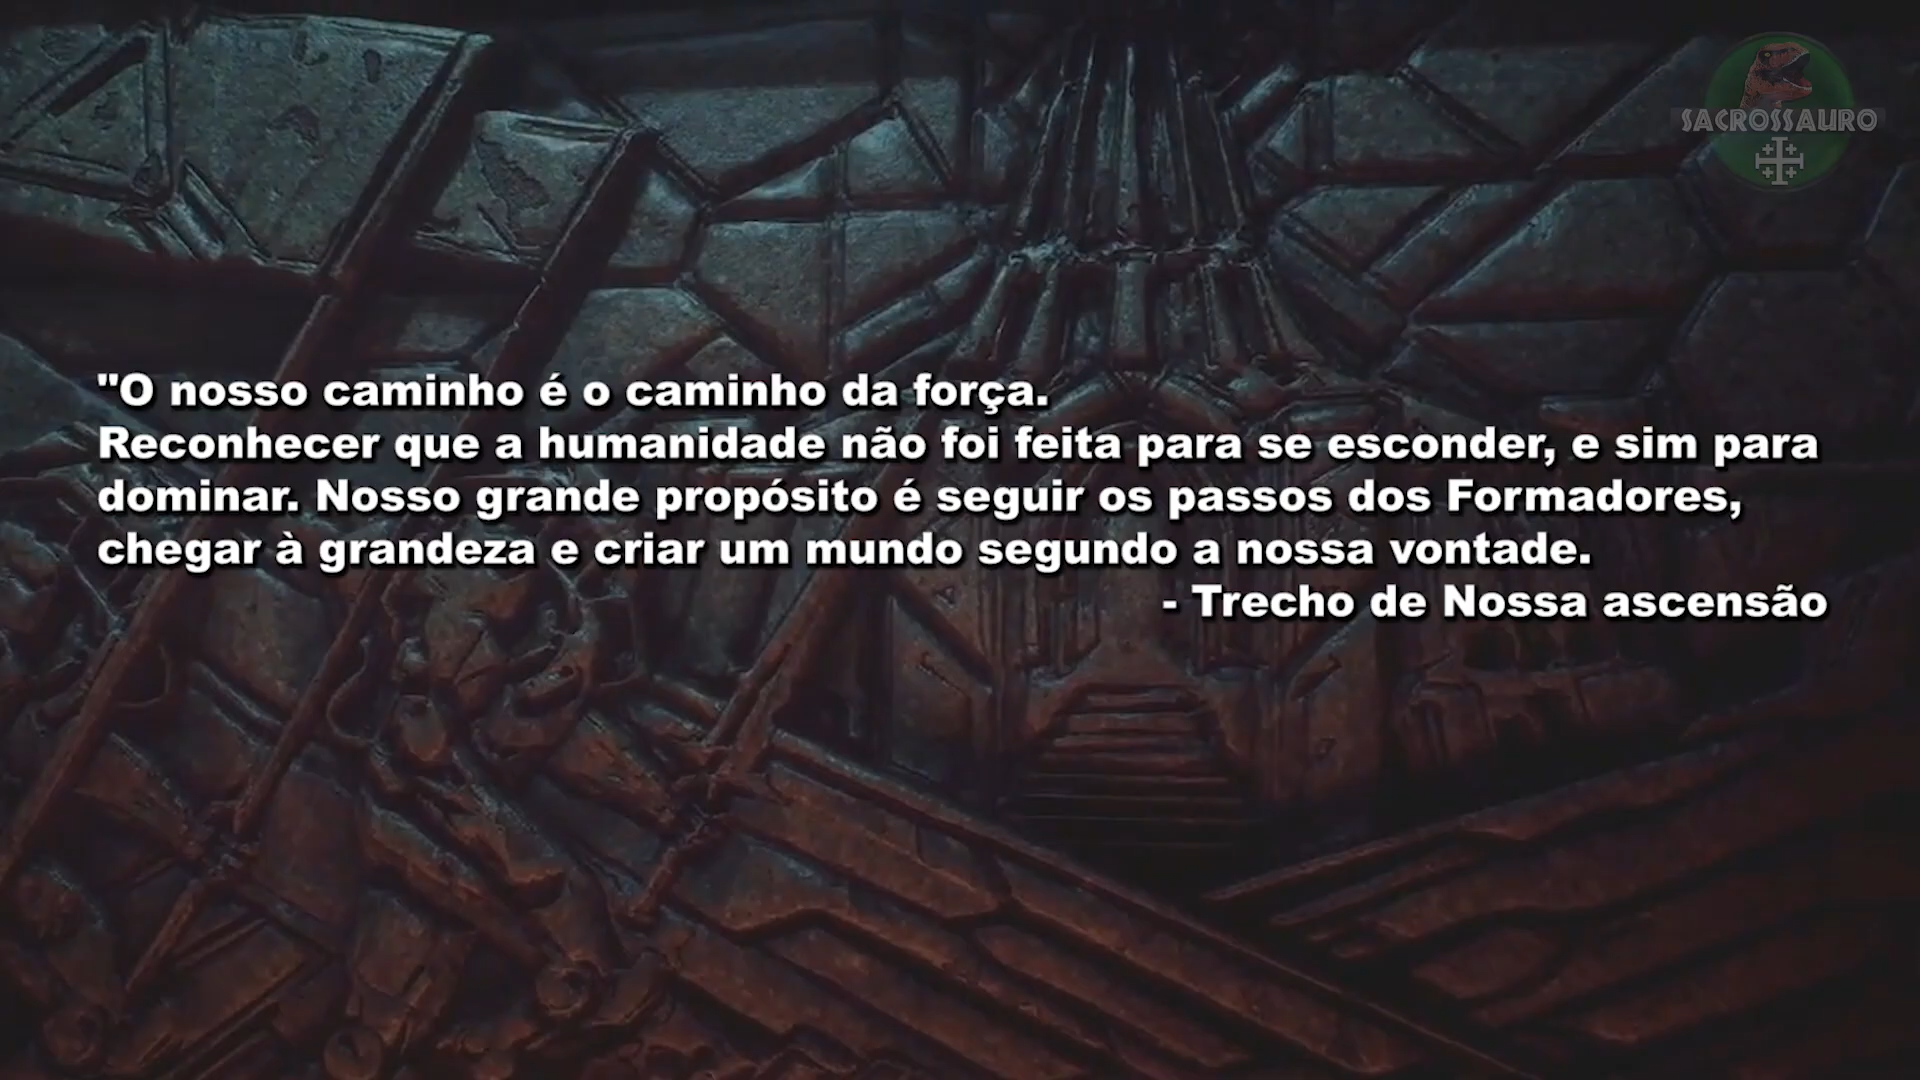 SACROSSAURO
"O nosso caminho é o caminho da força.
Reconhecer que a humanidade não foi feita para se esconder, e sim para
dominar. Nosso grande propósito é seguir os passos dos Formadores,
chegar à grandeza e criar um mundo segundo a nossa vontade.
- Trecho de Nossa ascensão